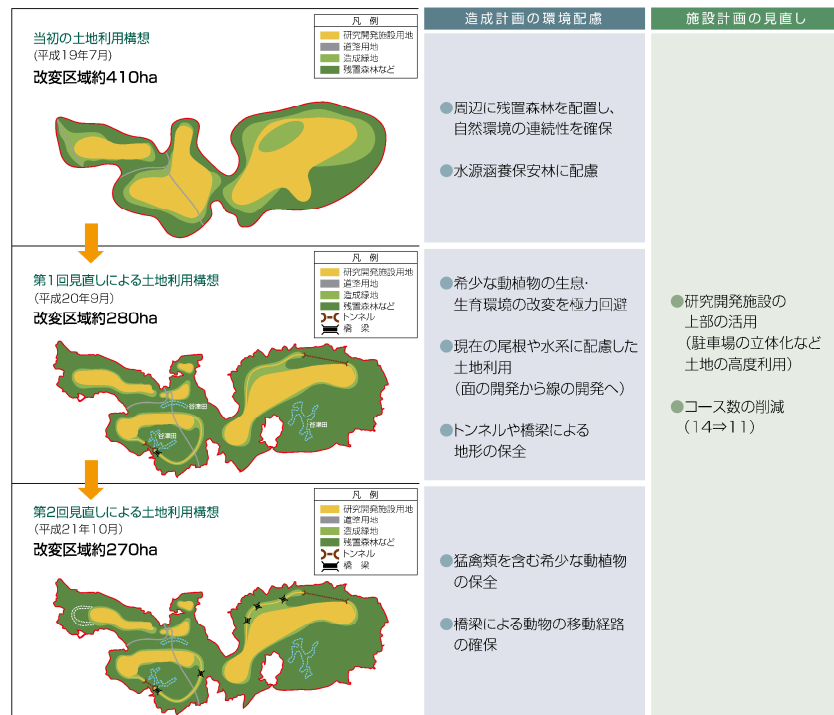 造成計画の環境配慮
施設計画の見直し
当初の土地利用構想
(平成19年7月)
改変区域約410ha
凡 例
研究開発施設用地
道路用地
造成緑地
残置森林など
●周辺に残置森林を配置し、
自然環境の連続性を確保
●水源涵養保安林に配慮
第1回見直しによる土地利用構想
(平成20年9月)
改変区域約280ha
凡 例
研究開発施設用地
道路用地
造成緑地
残置森林など
トンネル
橋 梁
谷津田
谷津田
谷津田
●希少な動植物の生息・
生育環境の改変を極力回避
●現在の尾根や水系に配慮した
土地利用
(面の開発から線の開発へ)
●トンネルや橋梁による
地形の保全
●研究開発施設の
上部の活用
(駐車場の立体化など
土地の高度利用)
●コース数の削減
(14⇒11)
第2回見直しによる土地利用構想
(平成21年10月)
改変区域約270ha
凡 例
研究開発施設用地
道路用地
造成緑地
残置森林など
トンネル
橋 梁
●猛禽類を含む希少な動植物
の保全
●橋梁による動物の移動経路
の確保